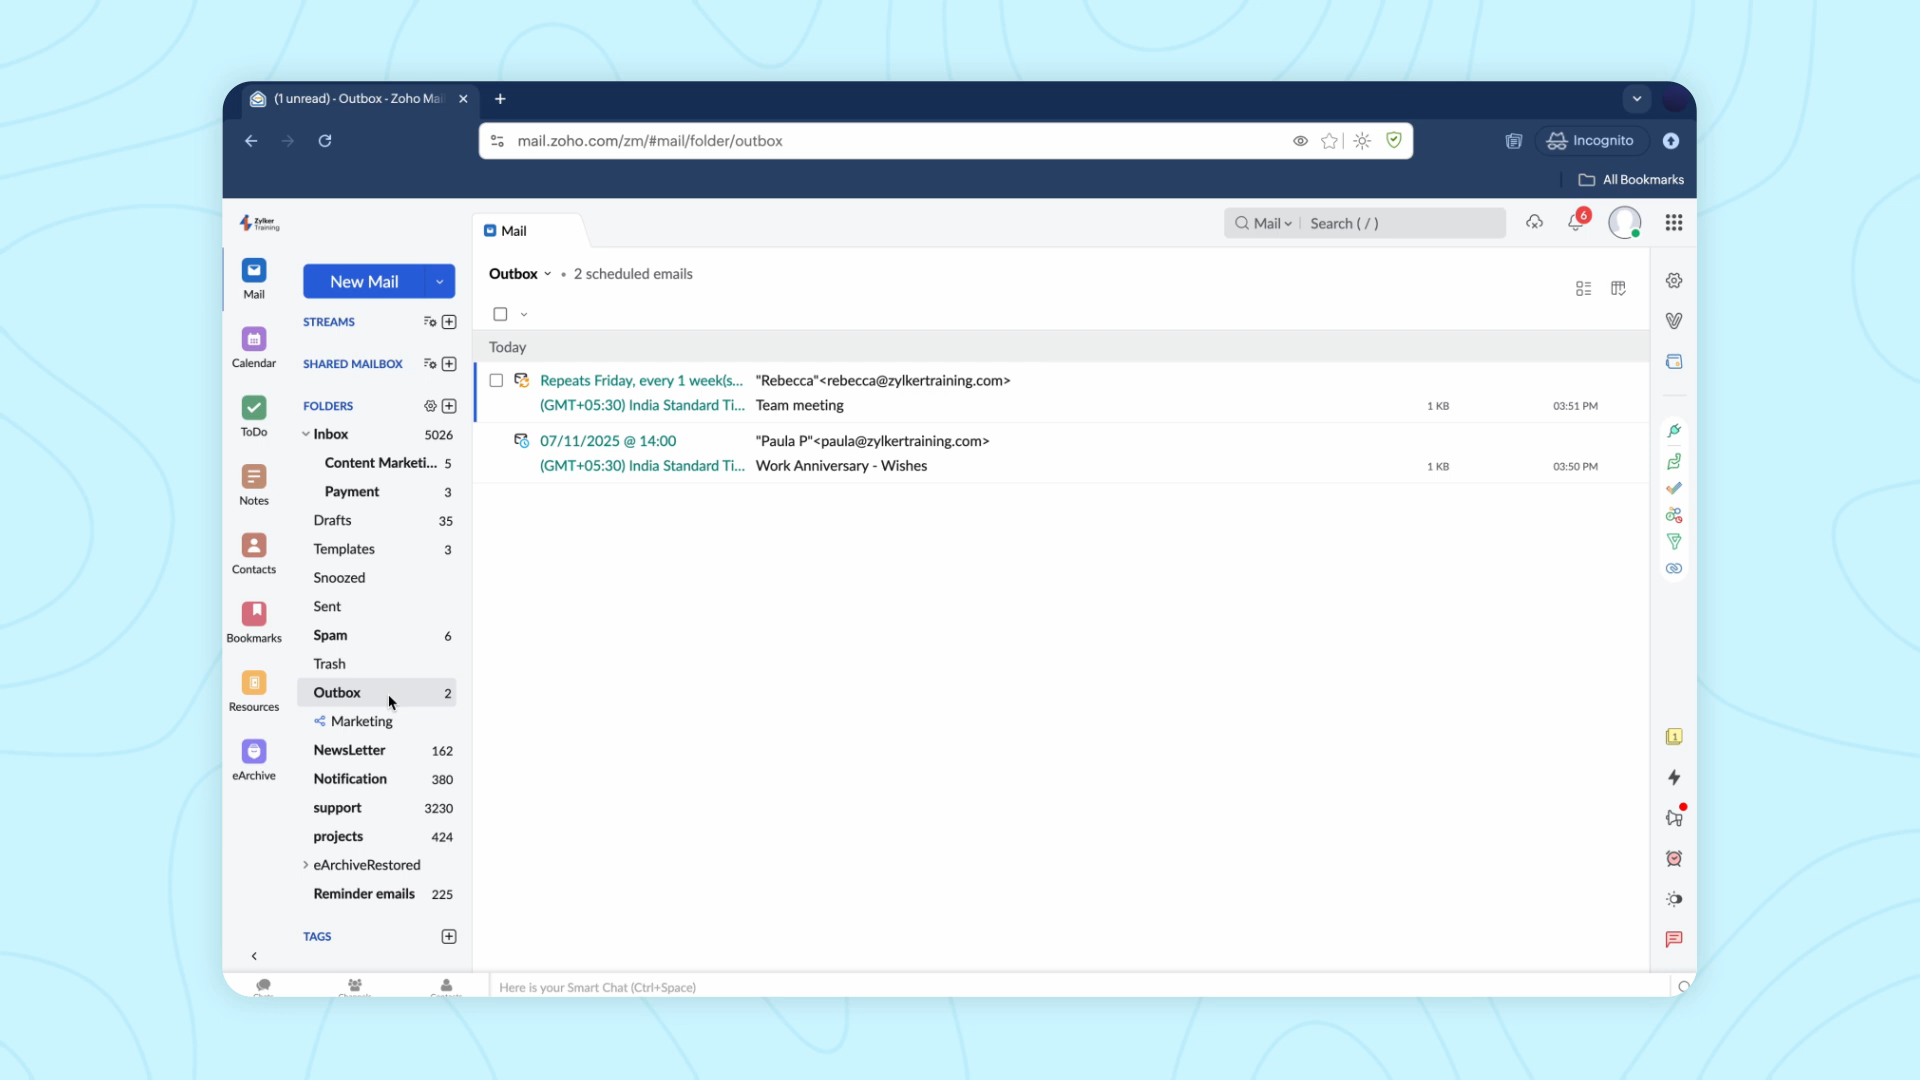 (1 unread) - Outbox - Zoho Mai
mail.zoho.com/zm/#mail/folder/outbox
Incognito
All Bookmarks
Zylker
Training
Mail
Mail
Search ( / )
6
Mail
Calendar
ToDo
Notes
Contacts
Bookmarks
Resources
eArchive
New Mail
STREAMS
SHARED MAILBOX
FOLDERS
Inbox 5026
Content Marketi... 5
Payment 3
Drafts 35
Templates 3
Snoozed
Sent
Spam 6
Trash
Outbox 2
Marketing
NewsLetter 162
Notification 380
support 3230
projects 424
eArchiveRestored
Reminder emails 225
TAGS
Outbox • 2 scheduled emails
Today
Repeats Friday, every 1 week(s... "Rebecca"<rebecca@zylkertraining.com>
(GMT+05:30) India Standard Ti... Team meeting 1 KB 03:51 PM
07/11/2025 @ 14:00 "Paula P"<paula@zylkertraining.com>
(GMT+05:30) India Standard Ti... Work Anniversary - Wishes 1 KB 03:50 PM
1
Here is your Smart Chat (Ctrl+Space)